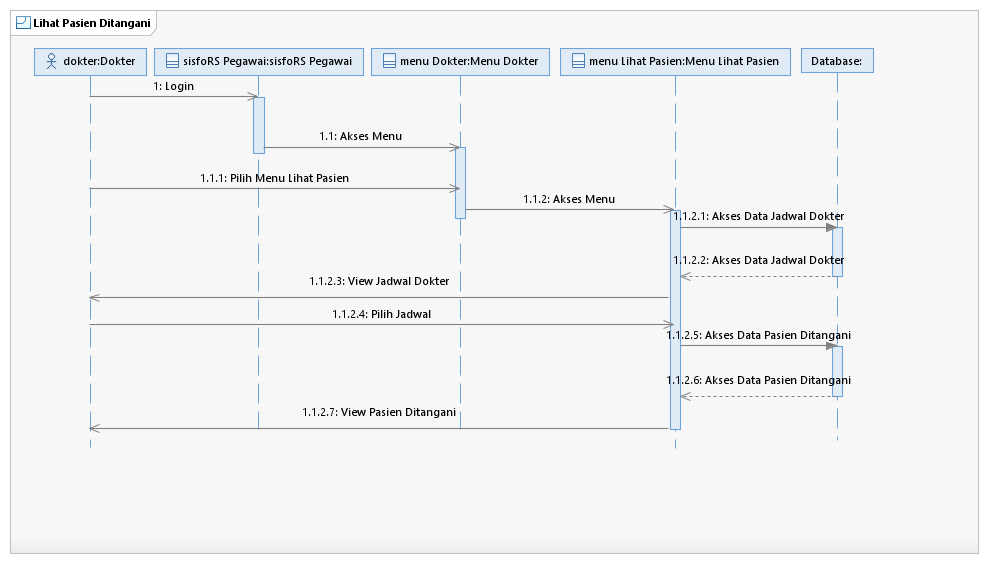 Lihat Pasien Ditangani
dokter:Dokter
sisfoRS Pegawai:sisfoRS Pegawai
menu Dokter:Menu Dokter
menu Lihat Pasien:Menu Lihat Pasien
Database:
1: Login
1.1: Akses Menu
1.1.1: Pilih Menu Lihat Pasien
1.1.2: Akses Menu
1.1.2.1: Akses Data Jadwal Dokter
1.1.2.2: Akses Data Jadwal Dokter
1.1.2.3: View Jadwal Dokter
1.1.2.4: Pilih Jadwal
1.1.2.5: Akses Data Pasien Ditangani
1.1.2.6: Akses Data Pasien Ditangani
1.1.2.7: View Pasien Ditangani